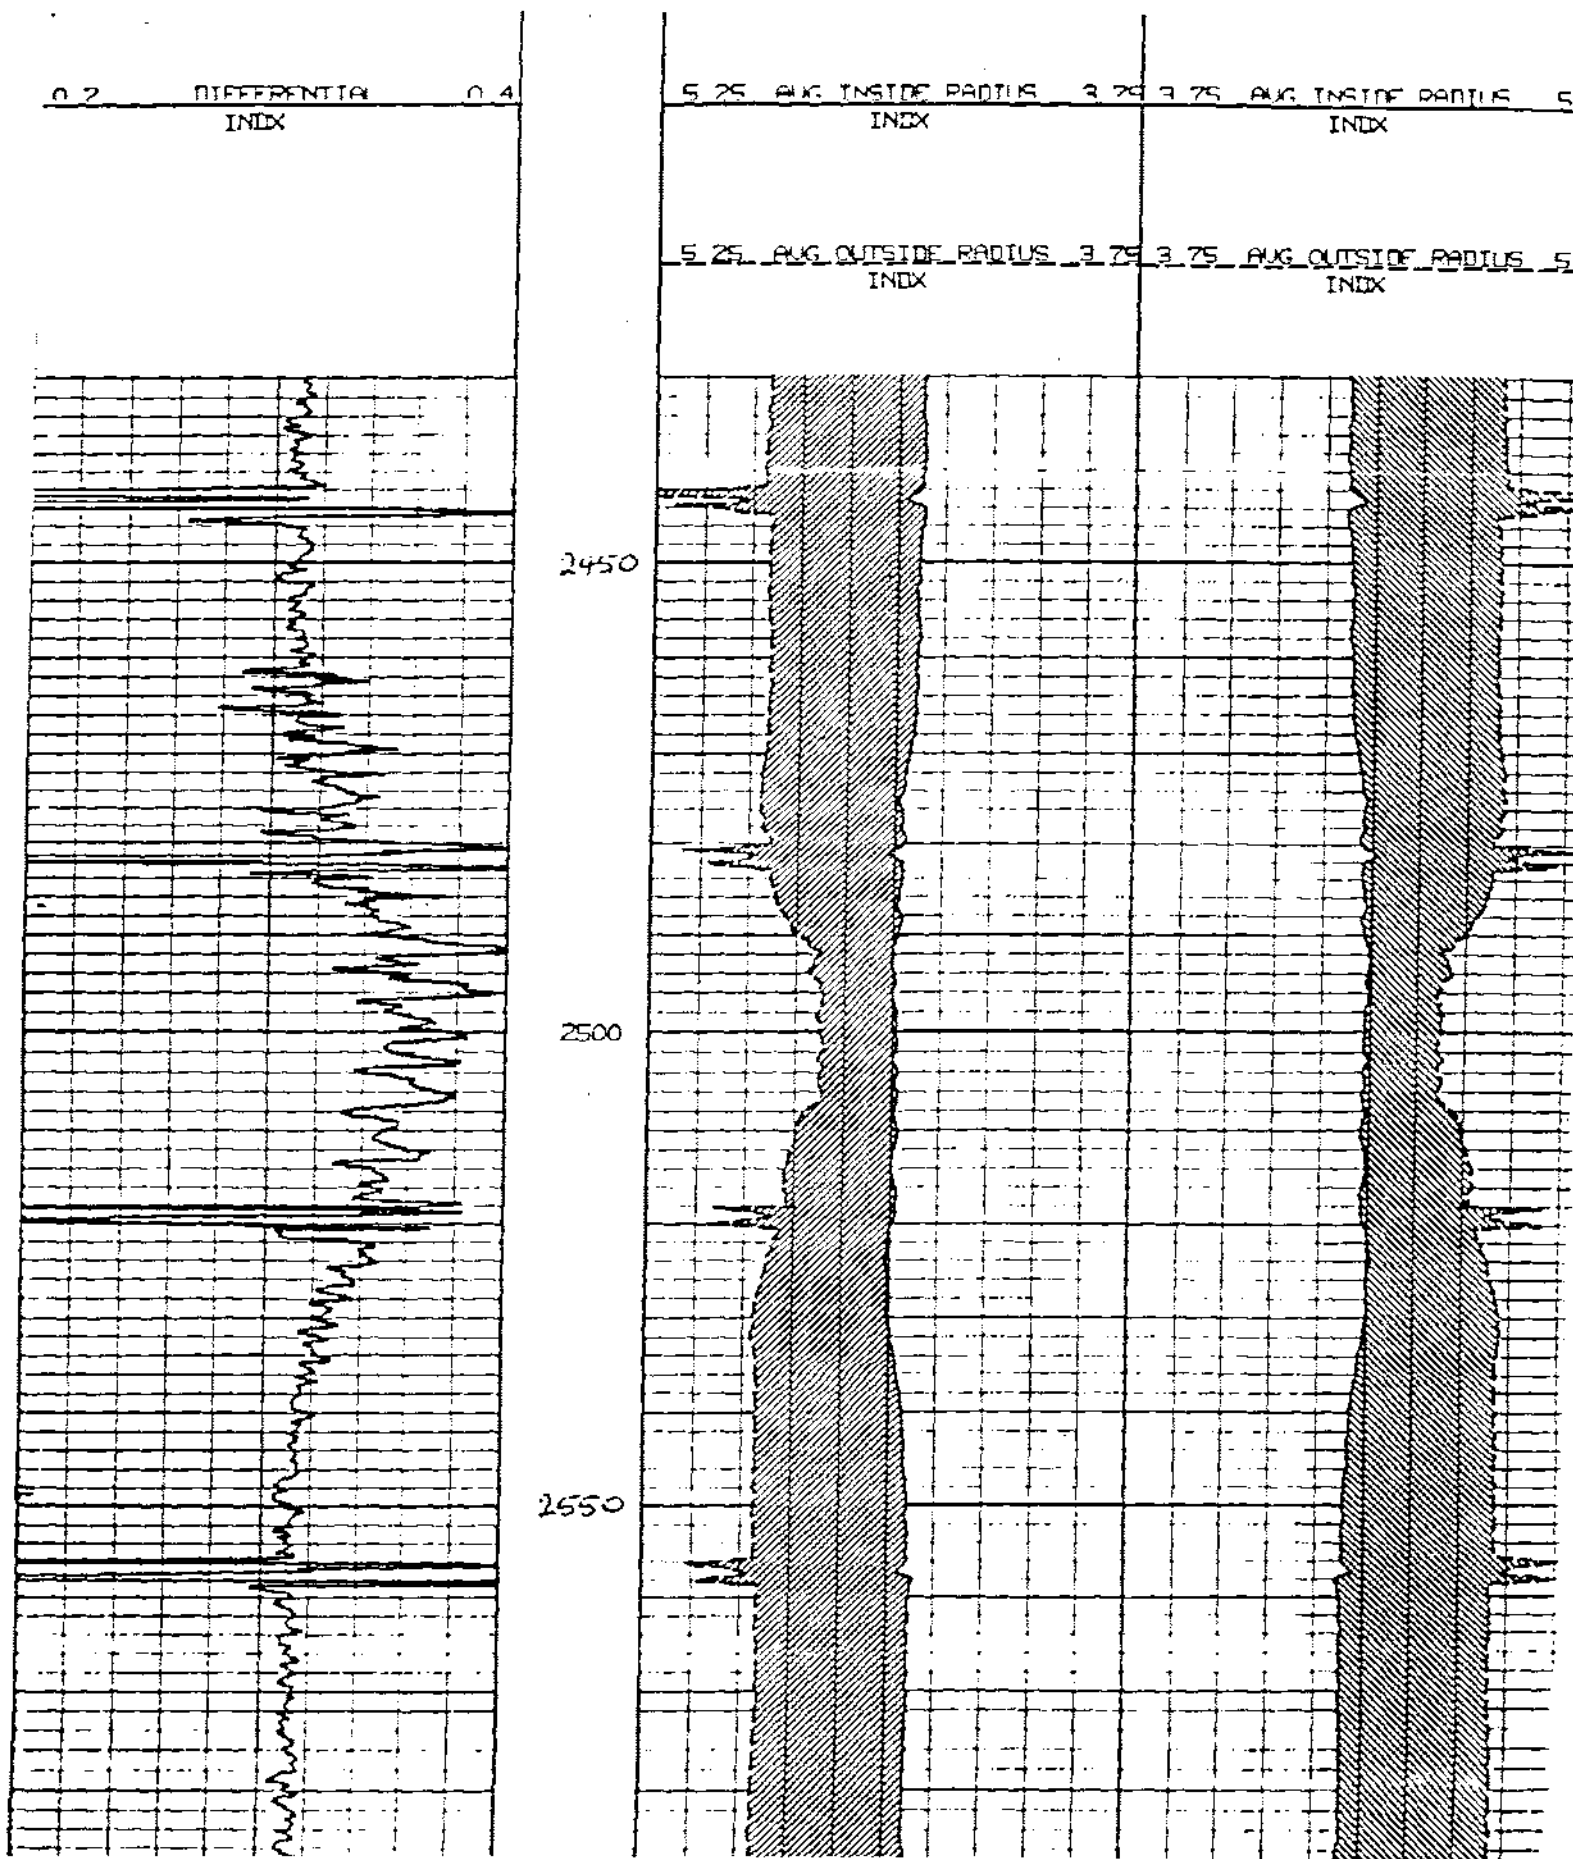 0.2 DIFFERENTIA 0.4
INDX
5.25 AVG INSIDE RADIUS 3.75 3.75 AVG INSIDE RADIUS 5
INDX INDX
5.25 AVG OUTSIDE RADIUS 3.75 3.75 AVG OUTSIDE RADIUS 5
INDX INDX
2450
2500
2550